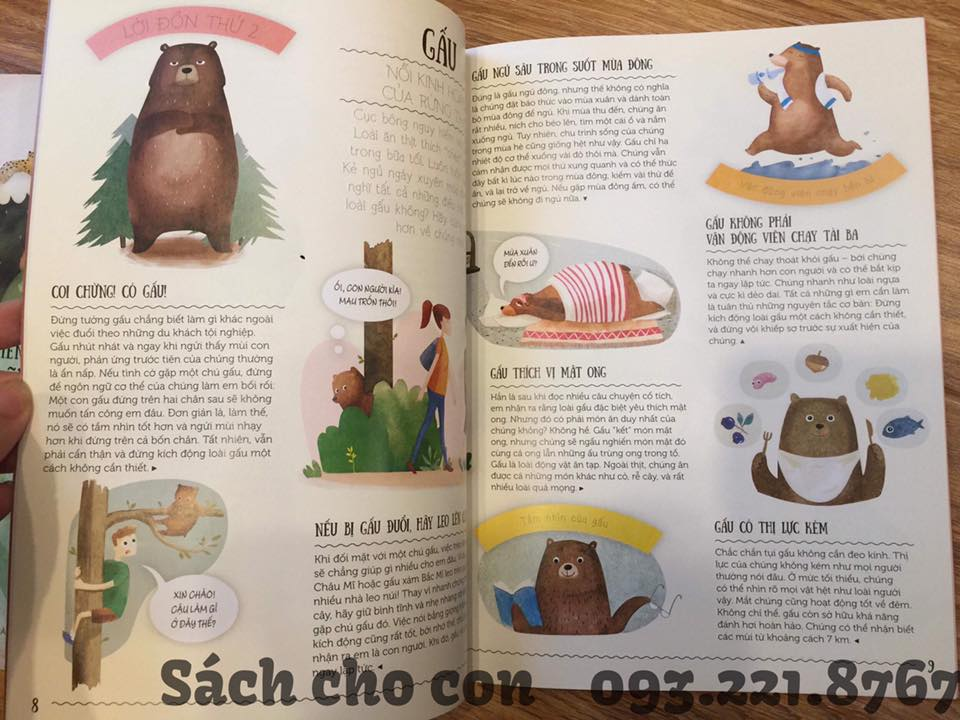 LỜI ĐỒN THỨ 2
GẤU
NỖI KINH
CỦA RỪNG
Cục bông nguy
Loài ăn thịt thích
trong bữa tối. Luôn
Kẻ ngủ ngày xuyên
nghĩ tất cả những điều
loài gấu không? Hãy
hơn về chúng
COI CHỪNG! CÓ GẤU!
Đừng tưởng gấu chẳng biết làm gì khác ngoài
việc đuổi theo những du khách tội nghiệp.
Gấu nhút nhát và ngay khi ngửi thấy mùi con
người, phản ứng trước tiên của chúng thường
là ẩn nấp. Nếu tình cờ gặp một chú gấu, đừng
để ngôn ngữ cơ thể của chúng làm em bối rối:
Một con gấu đứng trên hai chân sau sẽ không
muốn tấn công em đâu. Đơn giản là, làm thế,
nó sẽ có tầm nhìn tốt hơn và ngửi mùi nhạy
hơn khi đứng trên cả bốn chân. Tất nhiên, vẫn
phải cẩn thận và đừng kích động loài gấu một
cách không cần thiết. ▶
ỐI, CON NGƯỜI KÌA!
MAU TRỐN THÔI!
XIN CHÀO!
CẬU LÀM GÌ
Ở ĐÂY THẾ?
NẾU BỊ GẤU ĐUỔI, HÃY LEO LÊN
Khi đối mặt với một chú gấu, việc trèo
sẽ chẳng giúp gì nhiều cho em đâu.
Châu Mĩ hoặc gấu xám Bắc Mĩ leo trèo
nhiều nhà leo núi! Thay vì nhanh chóng
cây, hãy giữ bình tĩnh và nhẹ nhàng
gặp chú gấu đó. Việc nói bằng giọng
kích động cũng rất tốt, bởi nhờ thế,
nhận ra em là con người. Khi đó, gấu
ngay lập tức. ◀
8
GẤU NGỦ SÂU TRONG SUỐT MÙA ĐÔNG
Đúng là gấu ngủ đông, nhưng thế không có nghĩa
là chúng đặt báo thức vào mùa xuân và dành toàn
bộ mùa đông để ngủ. Khi mùa thu đến, chúng ăn
rất nhiều, ních cho béo lên, tìm một cái ổ và nằm
xuống ngủ. Tuy nhiên, chu trình sống của chúng
trong mùa hè cũng giống hệt như vậy. Gấu chỉ hạ
nhiệt độ cơ thể xuống vài độ thôi mà. Chúng vẫn
cảm nhận được mọi thứ xung quanh và có thể thức
dậy bất kì lúc nào trong mùa đông, kiếm vài thứ để
ăn, và lại trở về ngủ. Nếu gặp mùa đông ấm, có thể
chúng sẽ không đi ngủ nữa. ▼
MÙA XUÂN
ĐẾN RỒI Ư?
GẤU THÍCH VỊ MẬT ONG
Hẳn là sau khi đọc nhiều câu chuyện cổ tích,
em nhận ra rằng loài gấu đặc biệt yêu thích mật
ong. Nhưng đó có phải món ăn duy nhất của
chúng không? Không hề. Gấu "kết" món mật
ong, nhưng chúng sẽ ngấu nghiến món mật đó
cùng cả ong lẫn những ấu trùng ong trong tổ.
Gấu là loài động vật ăn tạp. Ngoài thịt, chúng ăn
được cả những món khác như cỏ, rễ cây, và rất
nhiều loài quả mọng. ▶
Tầm nhìn của gấu
Vận động viên chạy bền bỉ
GẤU KHÔNG PHẢI
VẬN ĐỘNG VIÊN CHẠY TÀI BA
Không thể chạy thoát khỏi gấu – bởi chúng
chạy nhanh hơn con người và có thể bắt kịp
ta ngay lập tức. Chúng nhanh như loài ngựa
và cực kì dẻo dai. Tất cả những gì em cần làm
là tuân thủ những nguyên tắc cơ bản: Đừng
kích động loài gấu một cách không cần thiết,
và đừng vội khiếp sợ trước sự xuất hiện của
chúng. ▲
GẤU CÓ THỊ LỰC KÉM
Chắc chắn tụi gấu không cần đeo kính. Thị
lực của chúng không kém như mọi người
thường nói đâu. Ở mức tối thiểu, chúng
có thể nhìn rõ mọi vật hệt như loài người
vậy. Mắt chúng cũng hoạt động tốt về đêm.
Không chỉ thế, gấu còn sở hữu khả năng
đánh hơi hoàn hảo. Chúng có thể nhận biết
các mùi từ khoảng cách 7 km. ◀
9
Sách cho con 093.221.8767